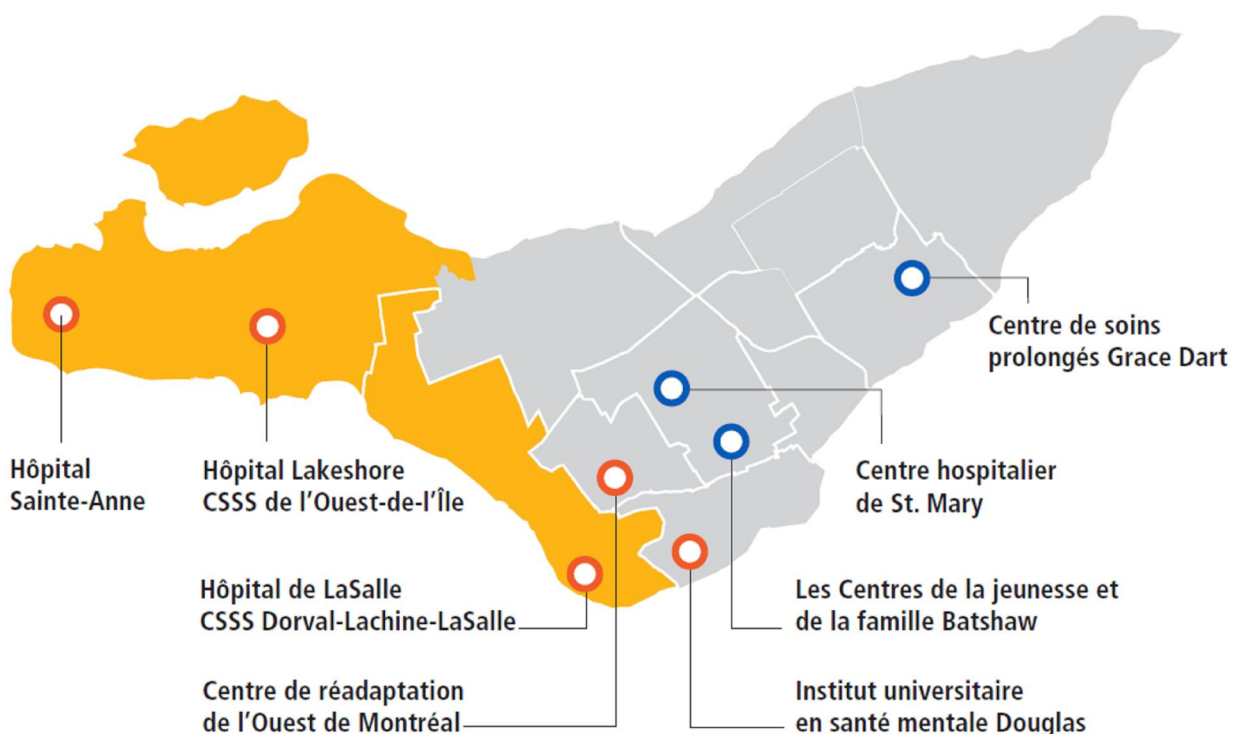 Centre de soins
prolongés Grace Dart
Hôpital
Sainte-Anne
Hôpital Lakeshore
CSSS de l’Ouest-de-l’Île
Centre hospitalier
de St. Mary
Hôpital de LaSalle
CSSS Dorval-Lachine-LaSalle
Les Centres de la jeunesse et
de la famille Batshaw
Centre de réadaptation
de l’Ouest de Montréal
Institut universitaire
en santé mentale Douglas